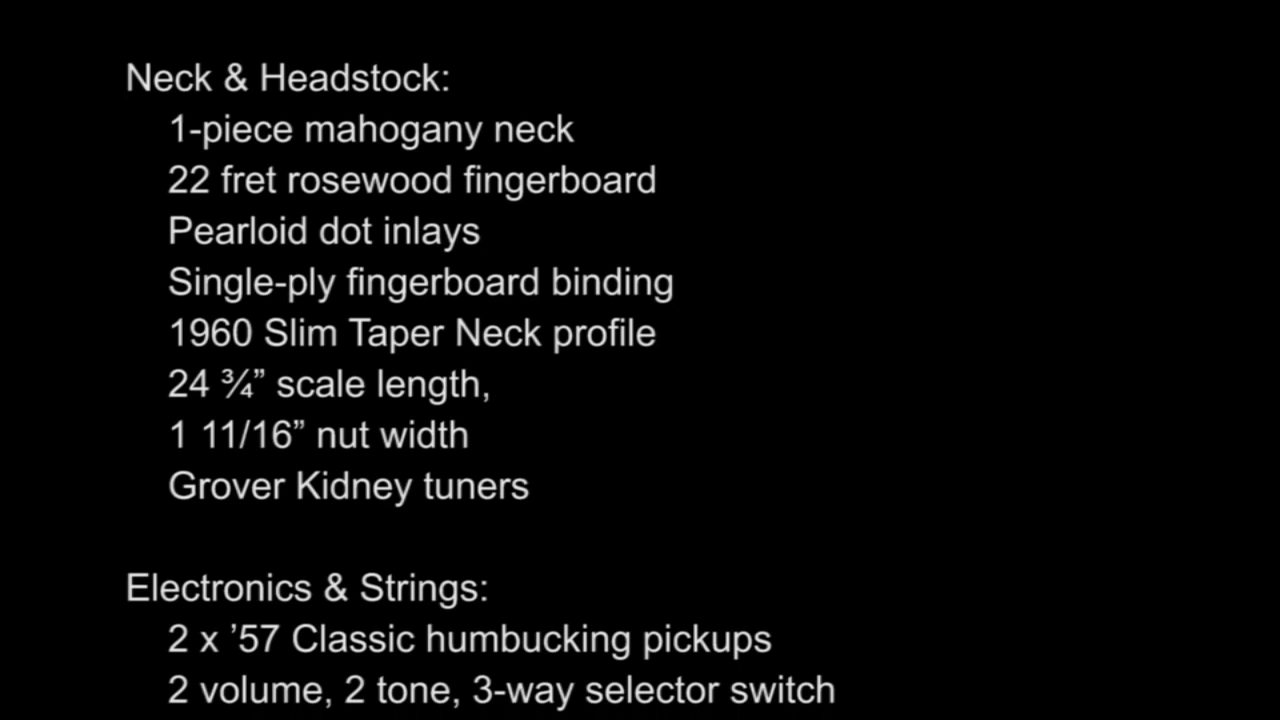 Neck & Headstock:
1-piece mahogany neck
22 fret rosewood fingerboard
Pearloid dot inlays
Single-ply fingerboard binding
1960 Slim Taper Neck profile
24 ¾” scale length,
1 11/16” nut width
Grover Kidney tuners
Electronics & Strings:
2 x ’57 Classic humbucking pickups
2 volume, 2 tone, 3-way selector switch